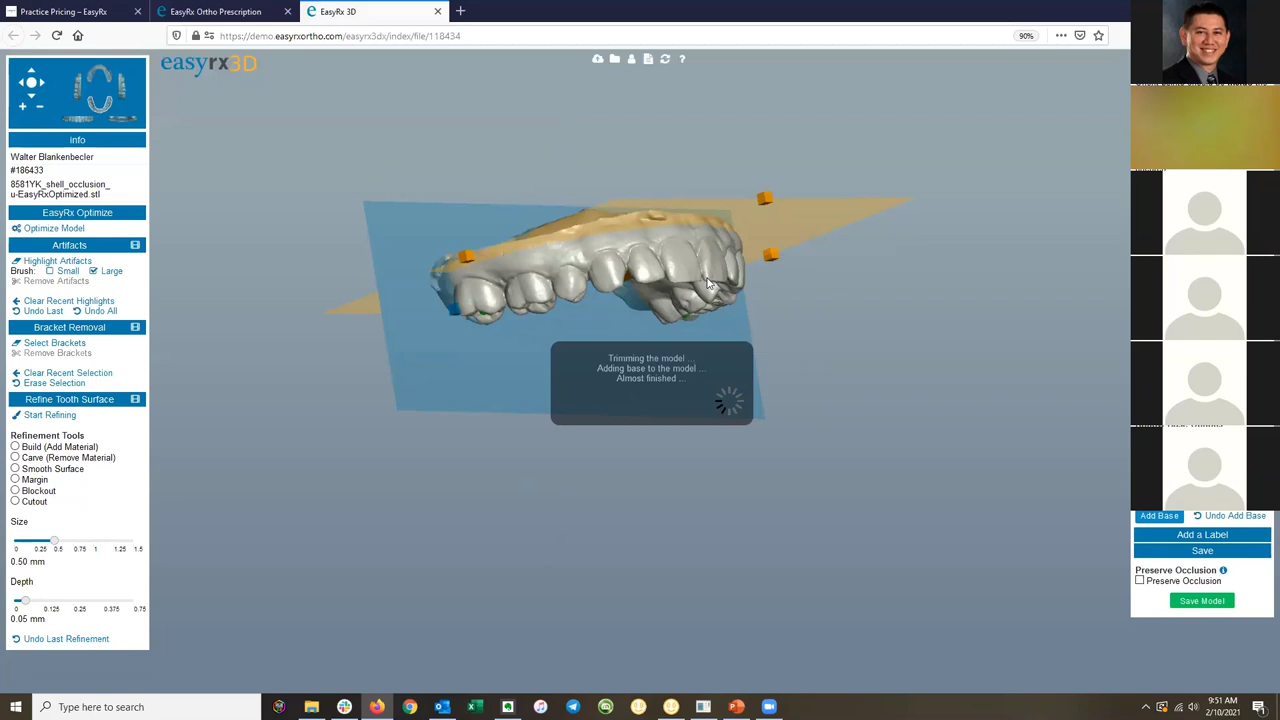 Practice Pricing – EasyRx
EasyRx Ortho Prescription
EasyRx 3D
https://demo.easyrxortho.com/easyrx3dx/index/file/118434
90%
easyrx3D
Info
Walter Blankenbecler
#186433
8581YK_shell_occlusion_
u-EasyRxOptimized.stl
EasyRx Optimize
Optimize Model
Artifacts
Highlight Artifacts
Brush: Small Large
Remove Artifacts
Clear Recent Highlights
Undo Last Undo All
Bracket Removal
Select Brackets
Remove Brackets
Clear Recent Selection
Erase Selection
Refine Tooth Surface
Start Refining
Refinement Tools
Build (Add Material)
Carve (Remove Material)
Smooth Surface
Margin
Blockout
Cutout
Size
0 0.25 0.5 0.75 1 1.25 1.5
0.50 mm
Depth
0 0.125 0.25 0.375 0.75
0.05 mm
Undo Last Refinement
Trimming the model ...
Adding base to the model ...
Almost finished ...
Add Base Undo Add Base
Add a Label
Save
Preserve Occlusion
Preserve Occlusion
Save Model
Type here to search
9:51 AM
2/10/2021